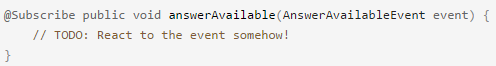 @Subscribe public void answerAvailable(AnswerAvailableEvent event) {
    // TODO: React to the event somehow!
}